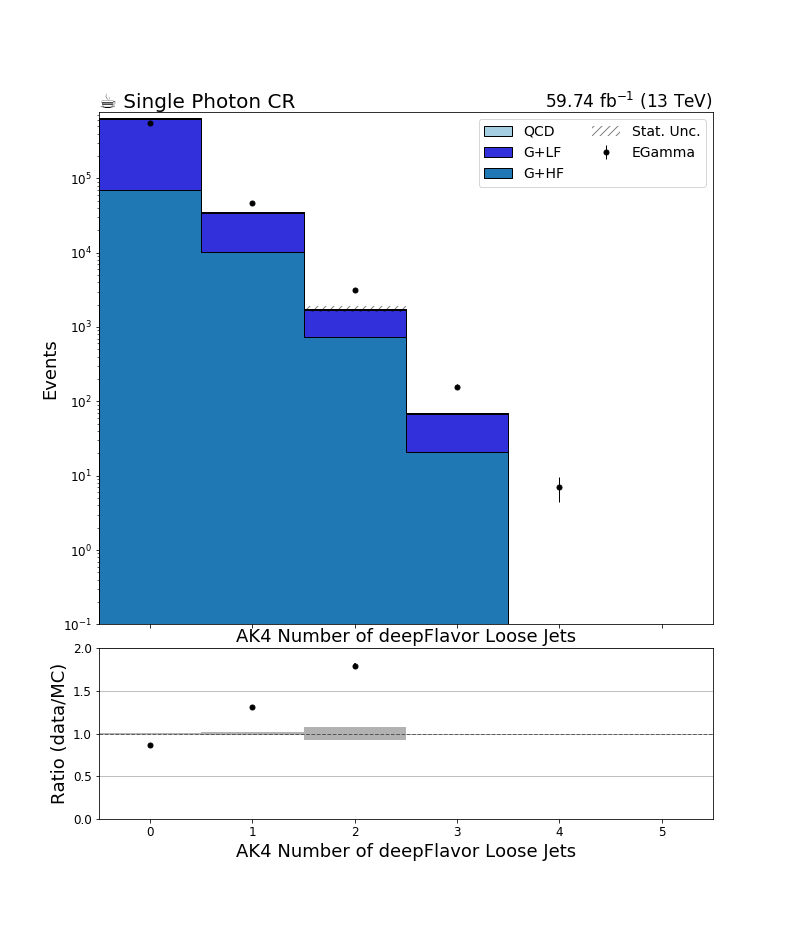 ☕ Single Photon CR
59.74 fb⁻¹ (13 TeV)
QCD
G+LF
G+HF
Stat. Unc.
EGamma
Events
10⁵
10⁴
10³
10²
10¹
10⁰
10⁻¹
AK4 Number of deepFlavor Loose Jets
Ratio (data/MC)
2.0
1.5
1.0
0.5
0.0
0 1 2 3 4 5
AK4 Number of deepFlavor Loose Jets